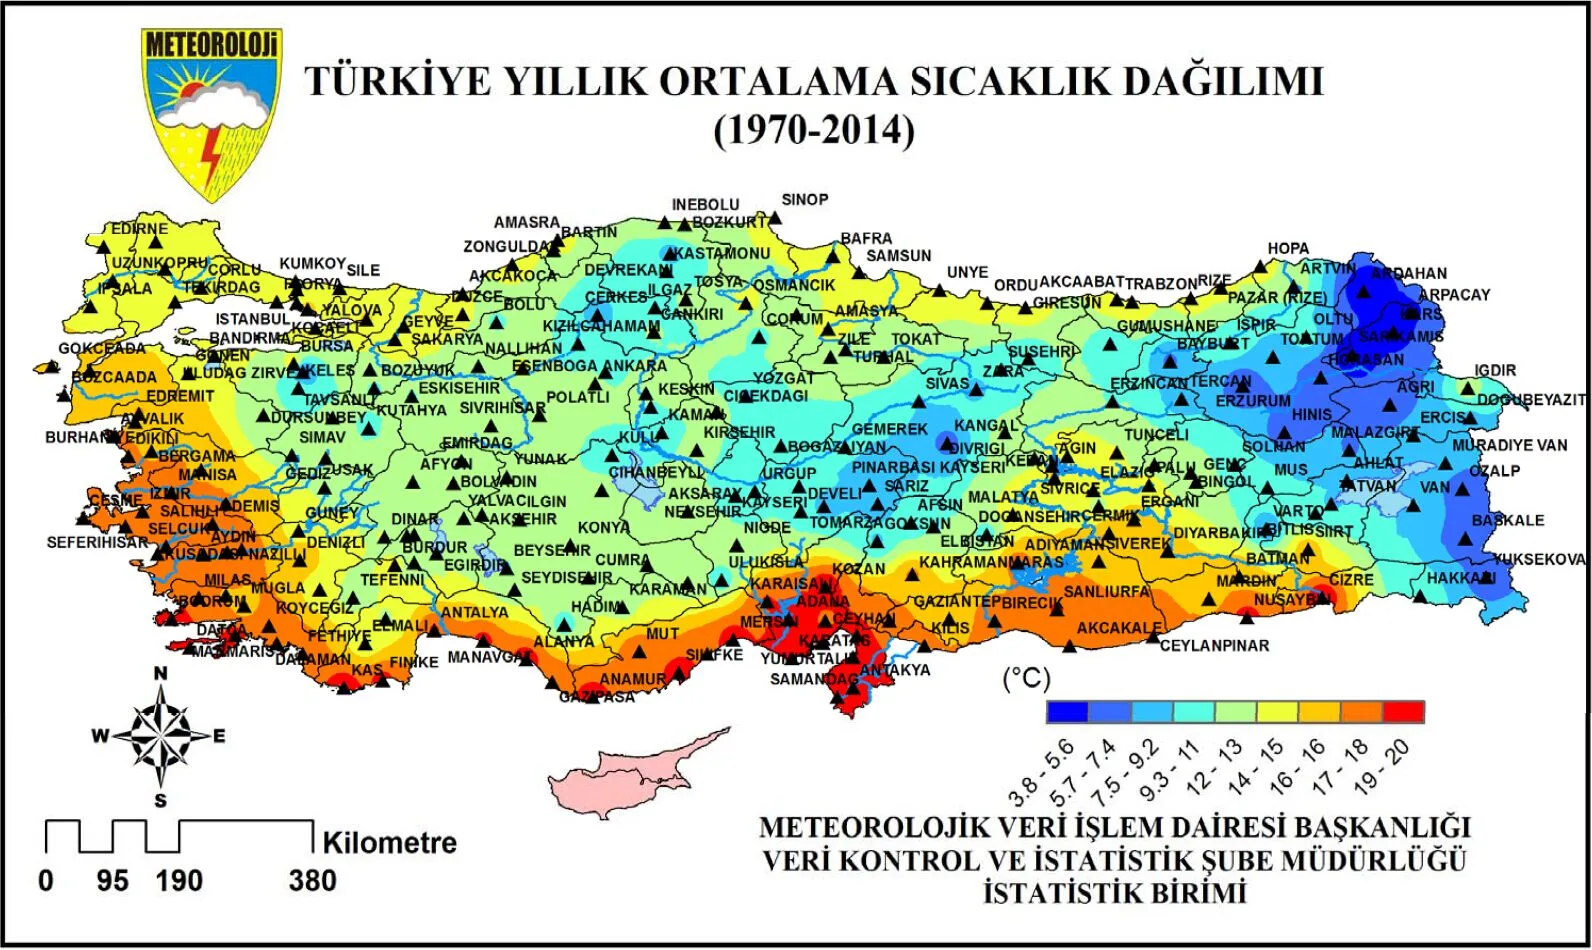 METEOROLOJi
TÜRKİYE YILLIK ORTALAMA SICAKLIK DAĞILIMI
(1970-2014)
SINOP
INEBOLU
BOZKURT
AMASRA
BARTIN
EDIRNE
BAFRA
ZONGULDA
KASTAMONU
SAMSUN
HOPA
UZUNKOPRU
CORLU
KUMKOY
SILE
AKCAKOCA
DEVREKANI
ARTVIN
ARDAHAN
UNYE
IPSALA
TEKIRDAG
FLORYA
ILGAZ
TOSYA
OSMANCIK
ORDU
AKCAABAT
TRABZON
RIZE
PAZAR (RIZE)
ARPACAY
DUZCE
BOLU
CERKES
GIRESUN
ISTANBUL
YALOVA
GEYVE
CANKIRI
CORUM
AMASYA
OLTU
KARS
BANDIRMA
KOCAELI
SAKARYA
KIZILCAHAMAM
GUMUSHANE
ISPIR
SARIKAMIS
GOKCEADA
GONEN
BURSA
NALLIHAN
ZILE
TOKAT
SUSEHRI
BAYBURT
TORTUM
HORASAN
BOZCAADA
ULUDAG ZIRVE
KELES
BOZUYUK
ESENBOGA
ANKARA
TURHAL
ZARA
IGDIR
EDREMIT
TAVSANLI
ESKISEHIR
KESKIN
YOZGAT
SIVAS
ERZINCAN
TERCAN
AGRI
DOGUBEYAZIT
AYVALIK
DURSUNBEY
KUTAHYA
SIVRIHISAR
POLATLI
KAMAN
CICEKDAGI
ERZURUM
HINIS
ERCIS
BURHANIYE
DIKILI
SIMAV
EMIRDAG
KULU
KIRSEHIR
GEMEREK
KANGAL
TUNCELI
MALAZGIRT
MURADIYE VAN
BERGAMA
BOGAZLIYAN
DIVRIGI
AGIN
SOLHAN
MANISA
GEDIZ
USAK
AFYON
YUNAK
CIHANBEYLI
URGUP
PINARBASI
KAYSERI
KEBAN
ELAZIG
PALU
GENC
MUS
AHLAT
OZALP
CESME
IZMIR
BOLVADIN
AKSARAY
KAYSERI
DEVELI
SARIZ
SIVRICE
BINGOL
TATVAN
VAN
SALIHLI
DEMIS
GUNEY
YALVAC
ILGIN
NEVSEHIR
AFSIN
MALATYA
ERGANI
SELCUK
DINAR
AKSEHIR
KONYA
NIGDE
TOMARZA
GOKSUN
DOGANSEHIR
CERMIK
VARTO
BASKALE
SEFERIHISAR
AYDIN
DENIZLI
BURDUR
BEYSEHIR
ELBISTAN
DIYARBAKIR
BITLIS
SIIRT
KUSADASI
NAZILLI
EGIRDIR
CUMRA
ULUKISLA
KOZAN
KAHRAMANMARAS
ADIYAMAN
SIVEREK
BATMAN
YUKSEKOVA
MILAS
MUGLA
TEFENNI
SEYDISEHIR
KARAMAN
KARAISALI
MARDIN
CIZRE
HAKKARI
BODRUM
KOYCEGIZ
ANTALYA
HADIM
ADANA
GAZIANTEP
BIRECIK
SANLIURFA
NUSAYBIN
DATCA
FETHIYE
ELMALI
ALANYA
MUT
MERSIN
CEYHAN
KILIS
AKCAKALE
MARMARIS
DALAMAN
KAS
FINIKE
MANAVGAT
SILIFKE
KARATAS
YUMURTALIK
ANTAKYA
CEYLANPINAR
ANAMUR
SAMANDAG
GAZIPASA
(°C)
N
W
E
S
3.8 - 5.6
5.7 - 7.4
7.5 - 9.2
9.3 - 11
12 - 13
14 - 15
16 - 16
17 - 18
19 - 20
Kilometre
0 95 190 380
METEOROLOJİK VERİ İŞLEM DAİRESİ BAŞKANLIĞI
VERİ KONTROL VE İSTATİSTİK ŞUBE MÜDÜRLÜĞÜ
İSTATİSTİK BİRİMİ